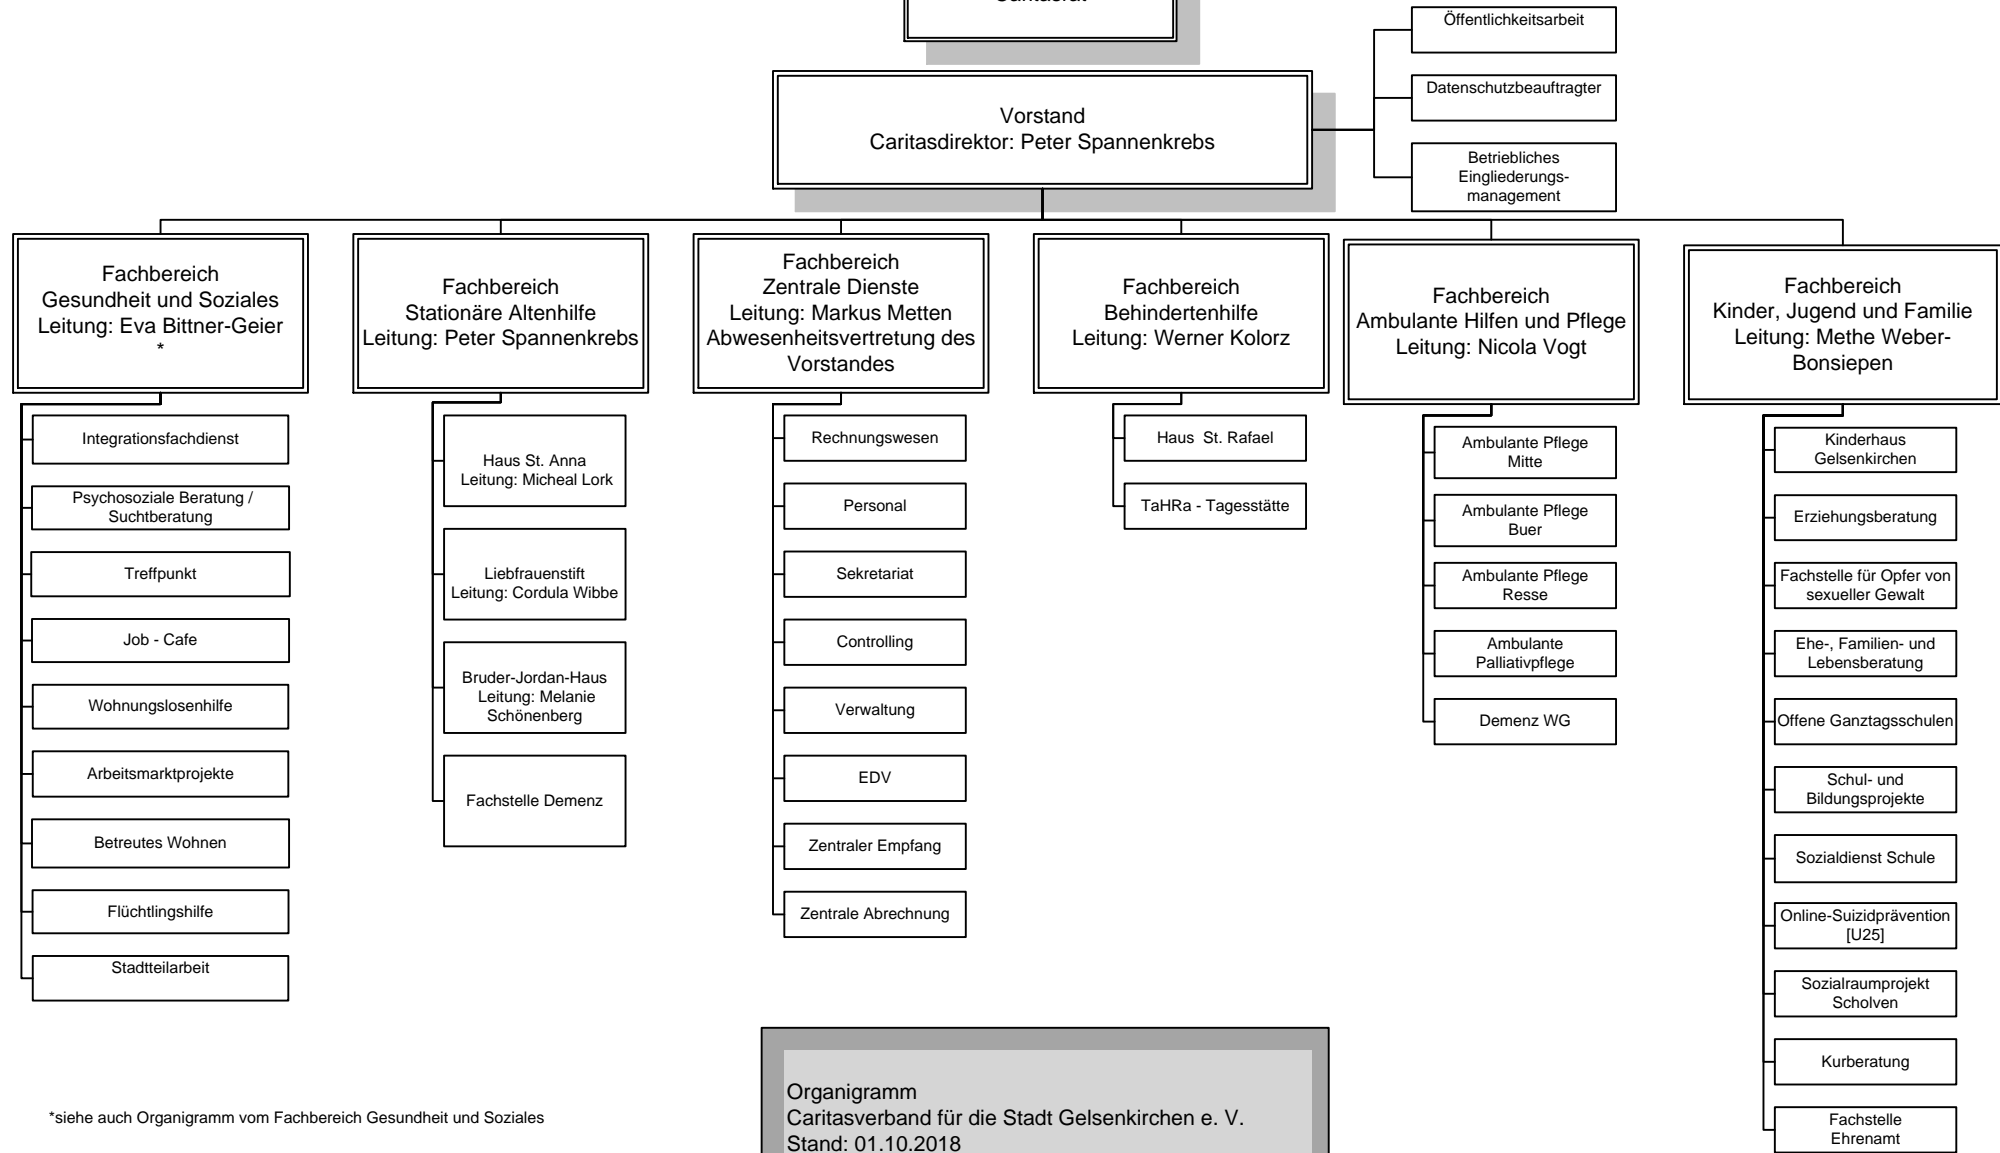 Öffentlichkeitsarbeit
Datenschutzbeauftragter
Betriebliches
Eingliederungs-
management
Vorstand
Caritasdirektor: Peter Spannenkrebs
Fachbereich
Gesundheit und Soziales
Leitung: Eva Bittner-Geier
*
Integrationsfachdienst
Psychosoziale Beratung /
Suchtberatung
Treffpunkt
Job - Cafe
Wohnungslosenhilfe
Arbeitsmarktprojekte
Betreutes Wohnen
Flüchtlingshilfe
Stadtteilarbeit
Fachbereich
Stationäre Altenhilfe
Leitung: Peter Spannenkrebs
Haus St. Anna
Leitung: Micheal Lork
Liebfrauenstift
Leitung: Cordula Wibbe
Bruder-Jordan-Haus
Leitung: Melanie
Schönenberg
Fachstelle Demenz
Fachbereich
Zentrale Dienste
Leitung: Markus Metten
Abwesenheitsvertretung des
Vorstandes
Rechnungswesen
Personal
Sekretariat
Controlling
Verwaltung
EDV
Zentraler Empfang
Zentrale Abrechnung
Fachbereich
Behindertenhilfe
Leitung: Werner Kolorz
Haus St. Rafael
TaHRa - Tagesstätte
Fachbereich
Ambulante Hilfen und Pflege
Leitung: Nicola Vogt
Ambulante Pflege
Mitte
Ambulante Pflege
Buer
Ambulante Pflege
Resse
Ambulante
Palliativpflege
Demenz WG
Fachbereich
Kinder, Jugend und Familie
Leitung: Methe Weber-
Bonsiepen
Kinderhaus
Gelsenkirchen
Erziehungsberatung
Fachstelle für Opfer von
sexueller Gewalt
Ehe-, Familien- und
Lebensberatung
Offene Ganztagsschulen
Schul- und
Bildungsprojekte
Sozialdienst Schule
Online-Suizidprävention
[U25]
Sozialraumprojekt
Scholven
Kurberatung
Fachstelle
Ehrenamt
*siehe auch Organigramm vom Fachbereich Gesundheit und Soziales
Organigramm
Caritasverband für die Stadt Gelsenkirchen e. V.
Stand: 01.10.2018